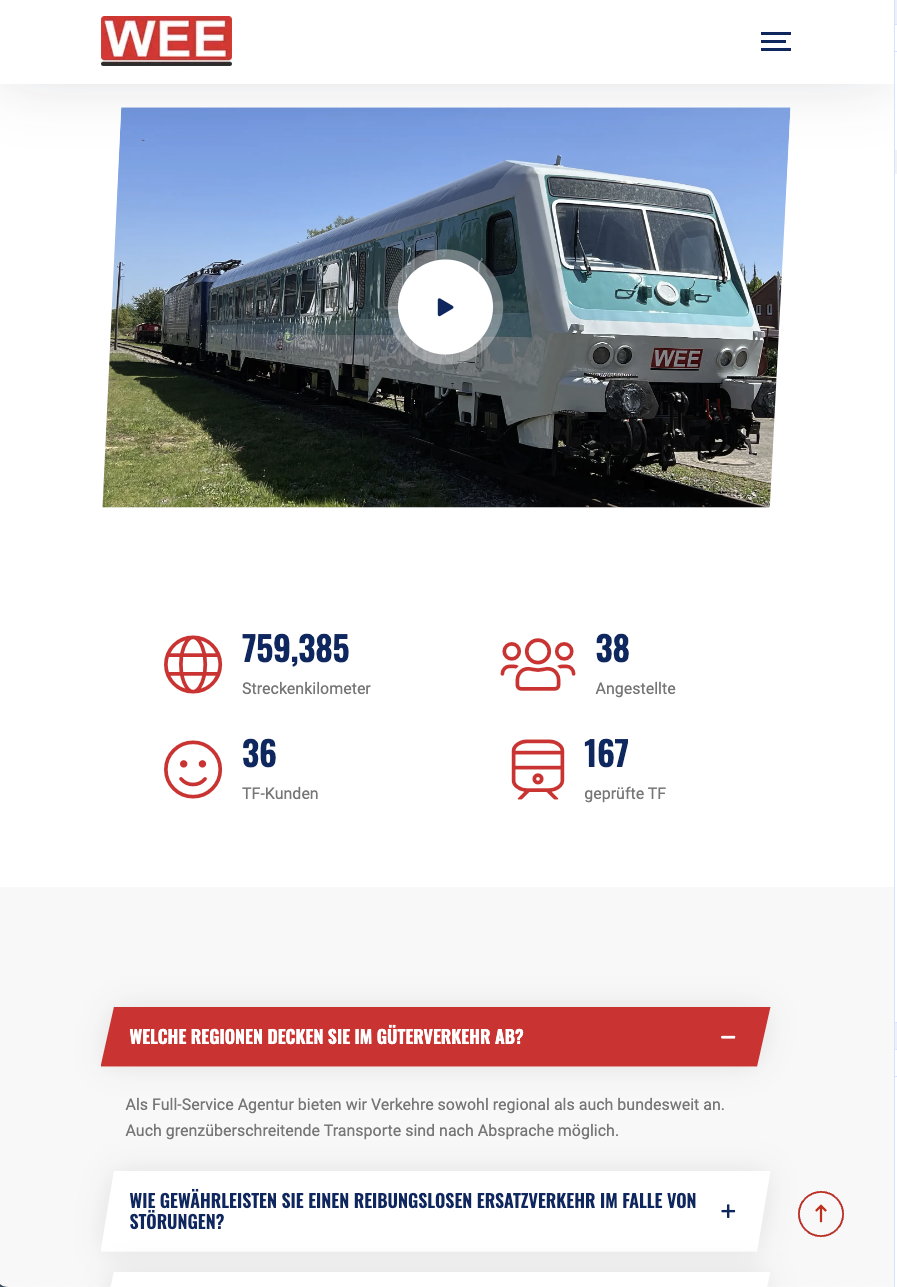 WEE
WEE
759,385
Streckenkilometer
38
Angestellte
36
TF-Kunden
167
geprüfte TF
WELCHE REGIONEN DECKEN SIE IM GÜTERVERKEHR AB?
Als Full-Service Agentur bieten wir Verkehre sowohl regional als auch bundesweit an.
Auch grenzüberschreitende Transporte sind nach Absprache möglich.
WIE GEWÄHRLEISTEN SIE EINEN REIBUNGSLOSEN ERSATZVERKEHR IM FALLE VON
STÖRUNGEN?